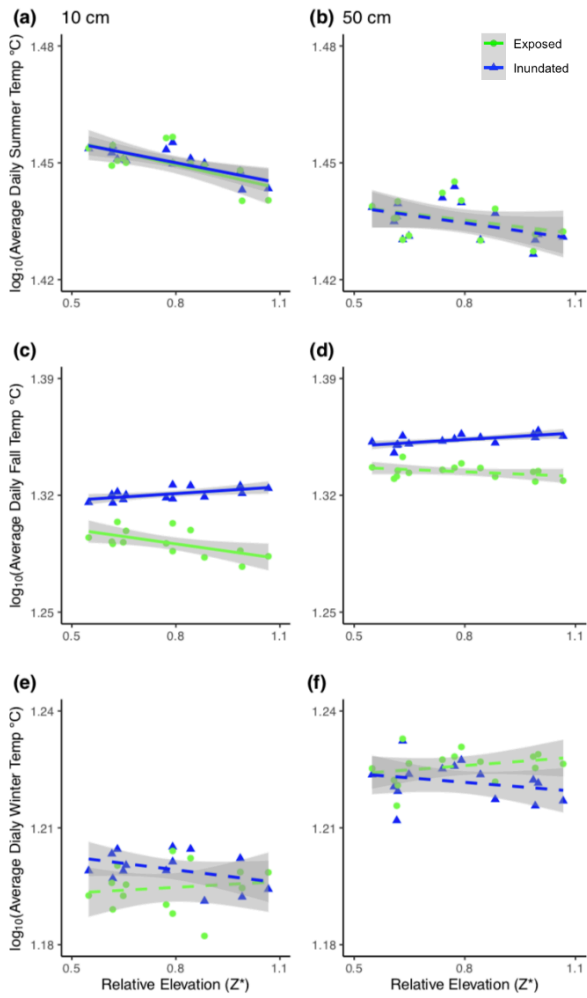 (a) 10 cm
(b) 50 cm
Exposed
Inundated
log₁₀(Average Daily Summer Temp °C)
1.48
1.45
1.42
0.5 0.8 1.1
1.48
1.45
1.42
0.5 0.8 1.1
(c)
(d)
log₁₀(Average Daily Fall Temp °C)
1.39
1.32
1.25
0.5 0.8 1.1
1.39
1.32
1.25
0.5 0.8 1.1
(e)
(f)
log₁₀(Average Dialy Winter Temp °C)
1.24
1.21
1.18
0.5 0.8 1.1
Relative Elevation (Z*)
1.24
1.21
1.18
0.5 0.8 1.1
Relative Elevation (Z*)